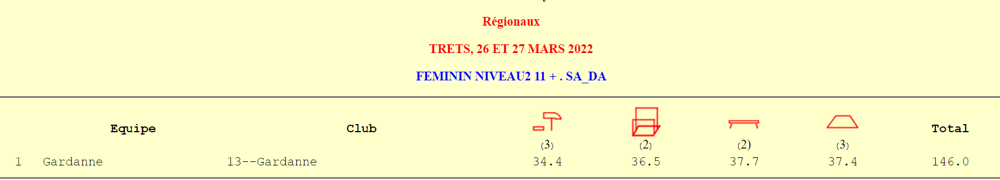 Régionaux
TRETS, 26 ET 27 MARS 2022
FEMININ NIVEAU2 11 + . SA_DA
Equipe Club Total
(3) (2) (2) (3)
1 Gardanne 13--Gardanne 34.4 36.5 37.7 37.4 146.0